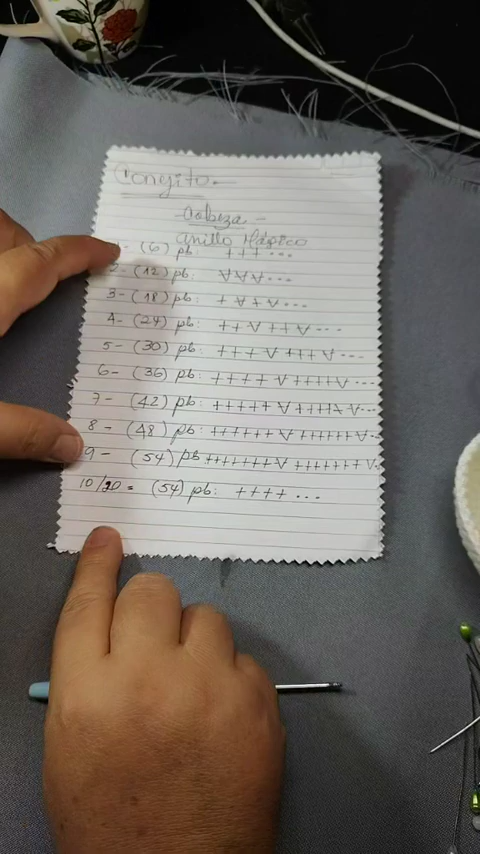 Conejito.-
Cabeza.-
Anillo Mágico
1- (6) pb: +++...
2- (12) pb: VVV...
3- (18) pb: +V+V...
4- (24) pb: ++V++V...
5- (30) pb: +++V+++V...
6- (36) pb: ++++V++++V...
7- (42) pb: +++++V+++++V...
8- (48) pb: ++++++V++++++V..
9- (54) pb +++++++V+++++++V..
10/20= (54) pb: ++++...